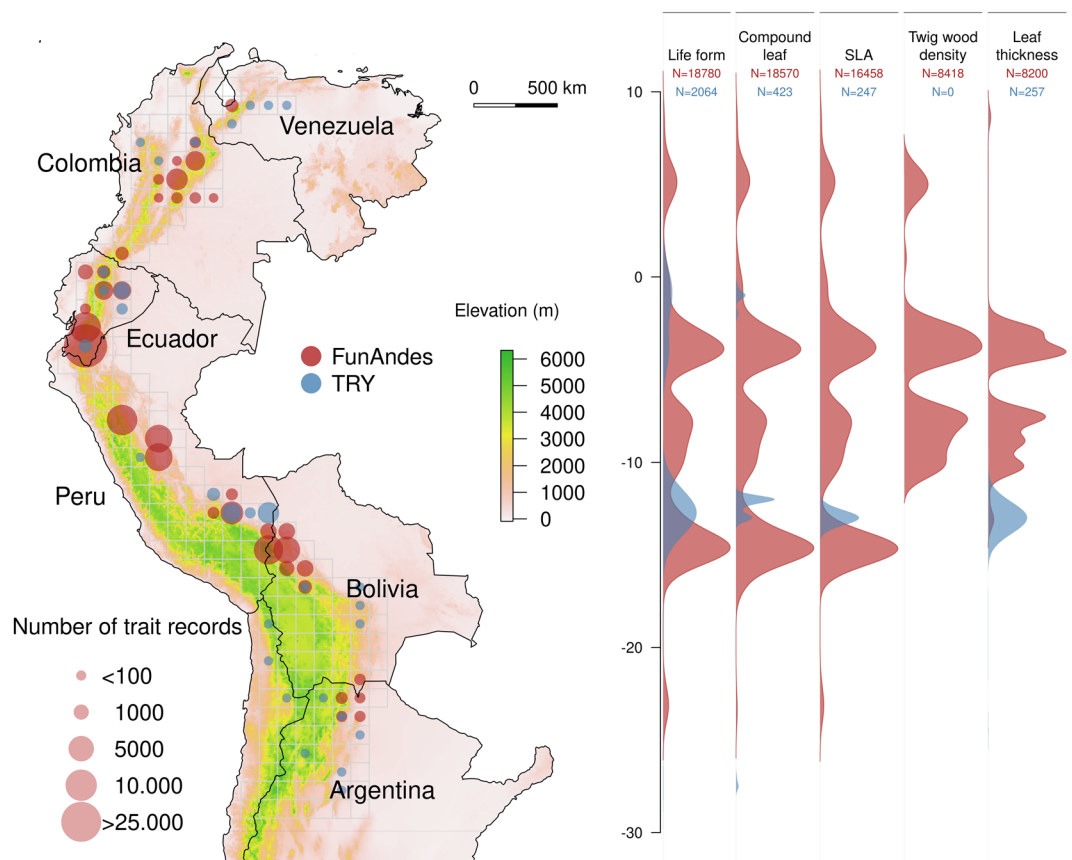 Venezuela
Colombia
Ecuador
Peru
Bolivia
Argentina
0 500 km
FunAndes
TRY
Elevation (m)
6000
5000
4000
3000
2000
1000
0
Number of trait records
<100
1000
5000
10.000
>25.000
Life form
N=18780
N=2064
Compound
leaf
N=18570
N=423
SLA
N=16458
N=247
Twig wood
density
N=8418
N=0
Leaf
thickness
N=8200
N=257
10
0
-10
-20
-30